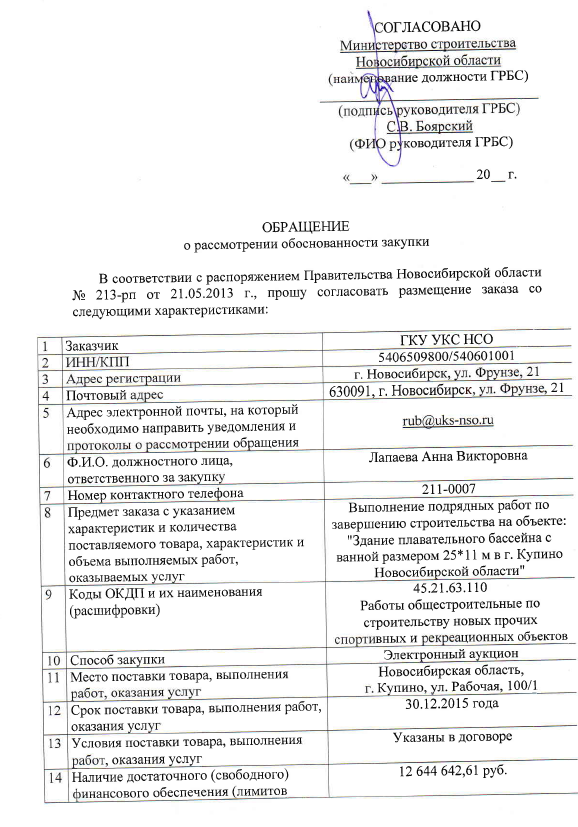 СОГЛАСОВАНО
Министерство строительства
Новосибирской области
(наименование должности ГРБС)
(подпись руководителя ГРБС)
С.В. Боярский
(ФИО руководителя ГРБС)
«___» ______________ 20__ г.
ОБРАЩЕНИЕ
о рассмотрении обоснованности закупки
В соответствии с распоряжением Правительства Новосибирской области
№ 213-рп от 21.05.2013 г., прошу согласовать размещение заказа со
следующими характеристиками:
1 Заказчик ГКУ УКС НСО
2 ИНН/КПП 5406509800/540601001
3 Адрес регистрации г. Новосибирск, ул. Фрунзе, 21
4 Почтовый адрес 630091, г. Новосибирск, ул. Фрунзе, 21
5 Адрес электронной почты, на который
необходимо направить уведомления и
протоколы о рассмотрении обращения
rub@uks-nso.ru
6 Ф.И.О. должностного лица,
ответственного за закупку
Лапаева Анна Викторовна
7 Номер контактного телефона 211-0007
8 Предмет заказа с указанием
характеристик и количества
поставляемого товара, характеристик и
объема выполняемых работ,
оказываемых услуг
Выполнение подрядных работ по
завершению строительства на объекте:
"Здание плавательного бассейна с
ванной размером 25*11 м в г. Купино
Новосибирской области"
9 Коды ОКДП и их наименования
(расшифровки)
45.21.63.110
Работы общестроительные по
строительству новых прочих
спортивных и рекреационных объектов
10 Способ закупки Электронный аукцион
11 Место поставки товара, выполнения
работ, оказания услуг
Новосибирская область,
г. Купино, ул. Рабочая, 100/1
12 Срок поставки товара, выполнения работ,
оказания услуг
30.12.2015 года
13 Условия поставки товара, выполнения
работ, оказания услуг
Указаны в договоре
14 Наличие достаточного (свободного)
финансового обеспечения (лимитов
12 644 642,61 руб.